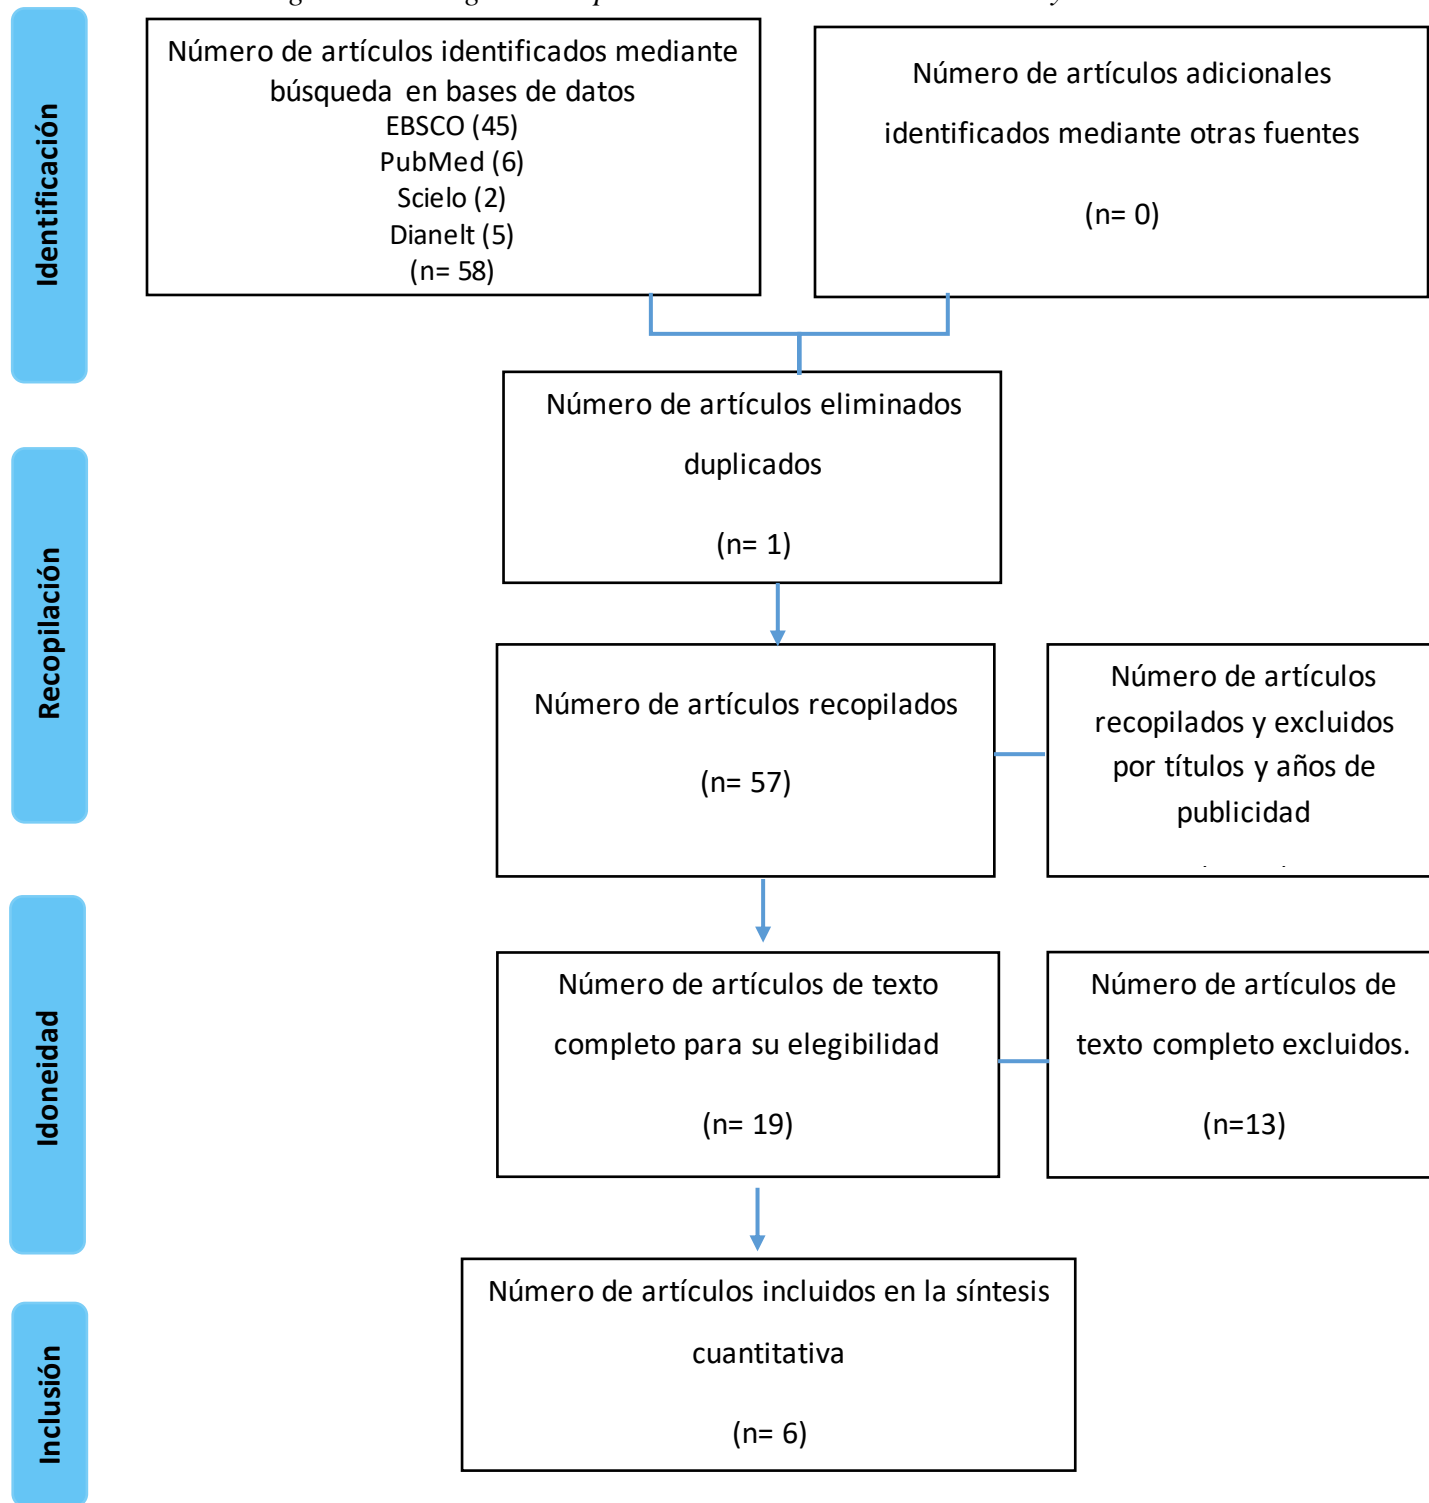 Identificación
Número de artículos identificados mediante
búsqueda en bases de datos
EBSCO (45)
PubMed (6)
Scielo (2)
Dianelt (5)
(n= 58)
Número de artículos adicionales
identificados mediante otras fuentes
(n= 0)
Número de artículos eliminados
duplicados
(n= 1)
Recopilación
Número de artículos recopilados
(n= 57)
Número de artículos
recopilados y excluidos
por títulos y años de
publicidad
Idoneidad
Número de artículos de texto
completo para su elegibilidad
(n= 19)
Número de artículos de
texto completo excluidos.
(n=13)
Inclusión
Número de artículos incluidos en la síntesis
cuantitativa
(n= 6)